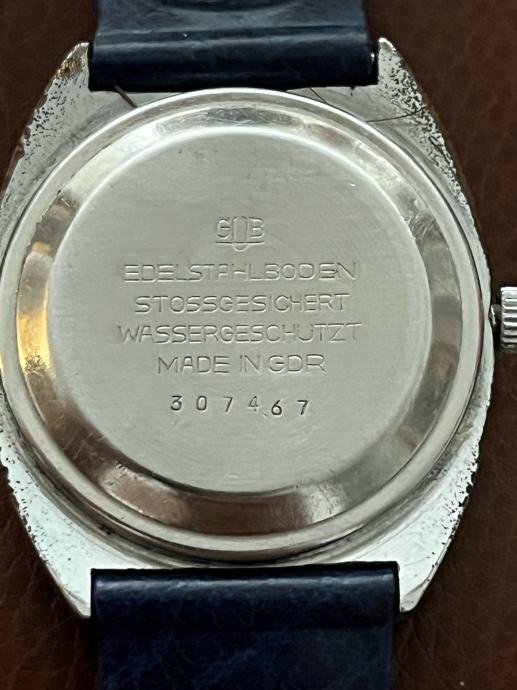 GUB
EDELSTAHLBODEN
STOSSGESICHERT
WASSERGESCHÜTZT
MADE IN GDR
307467